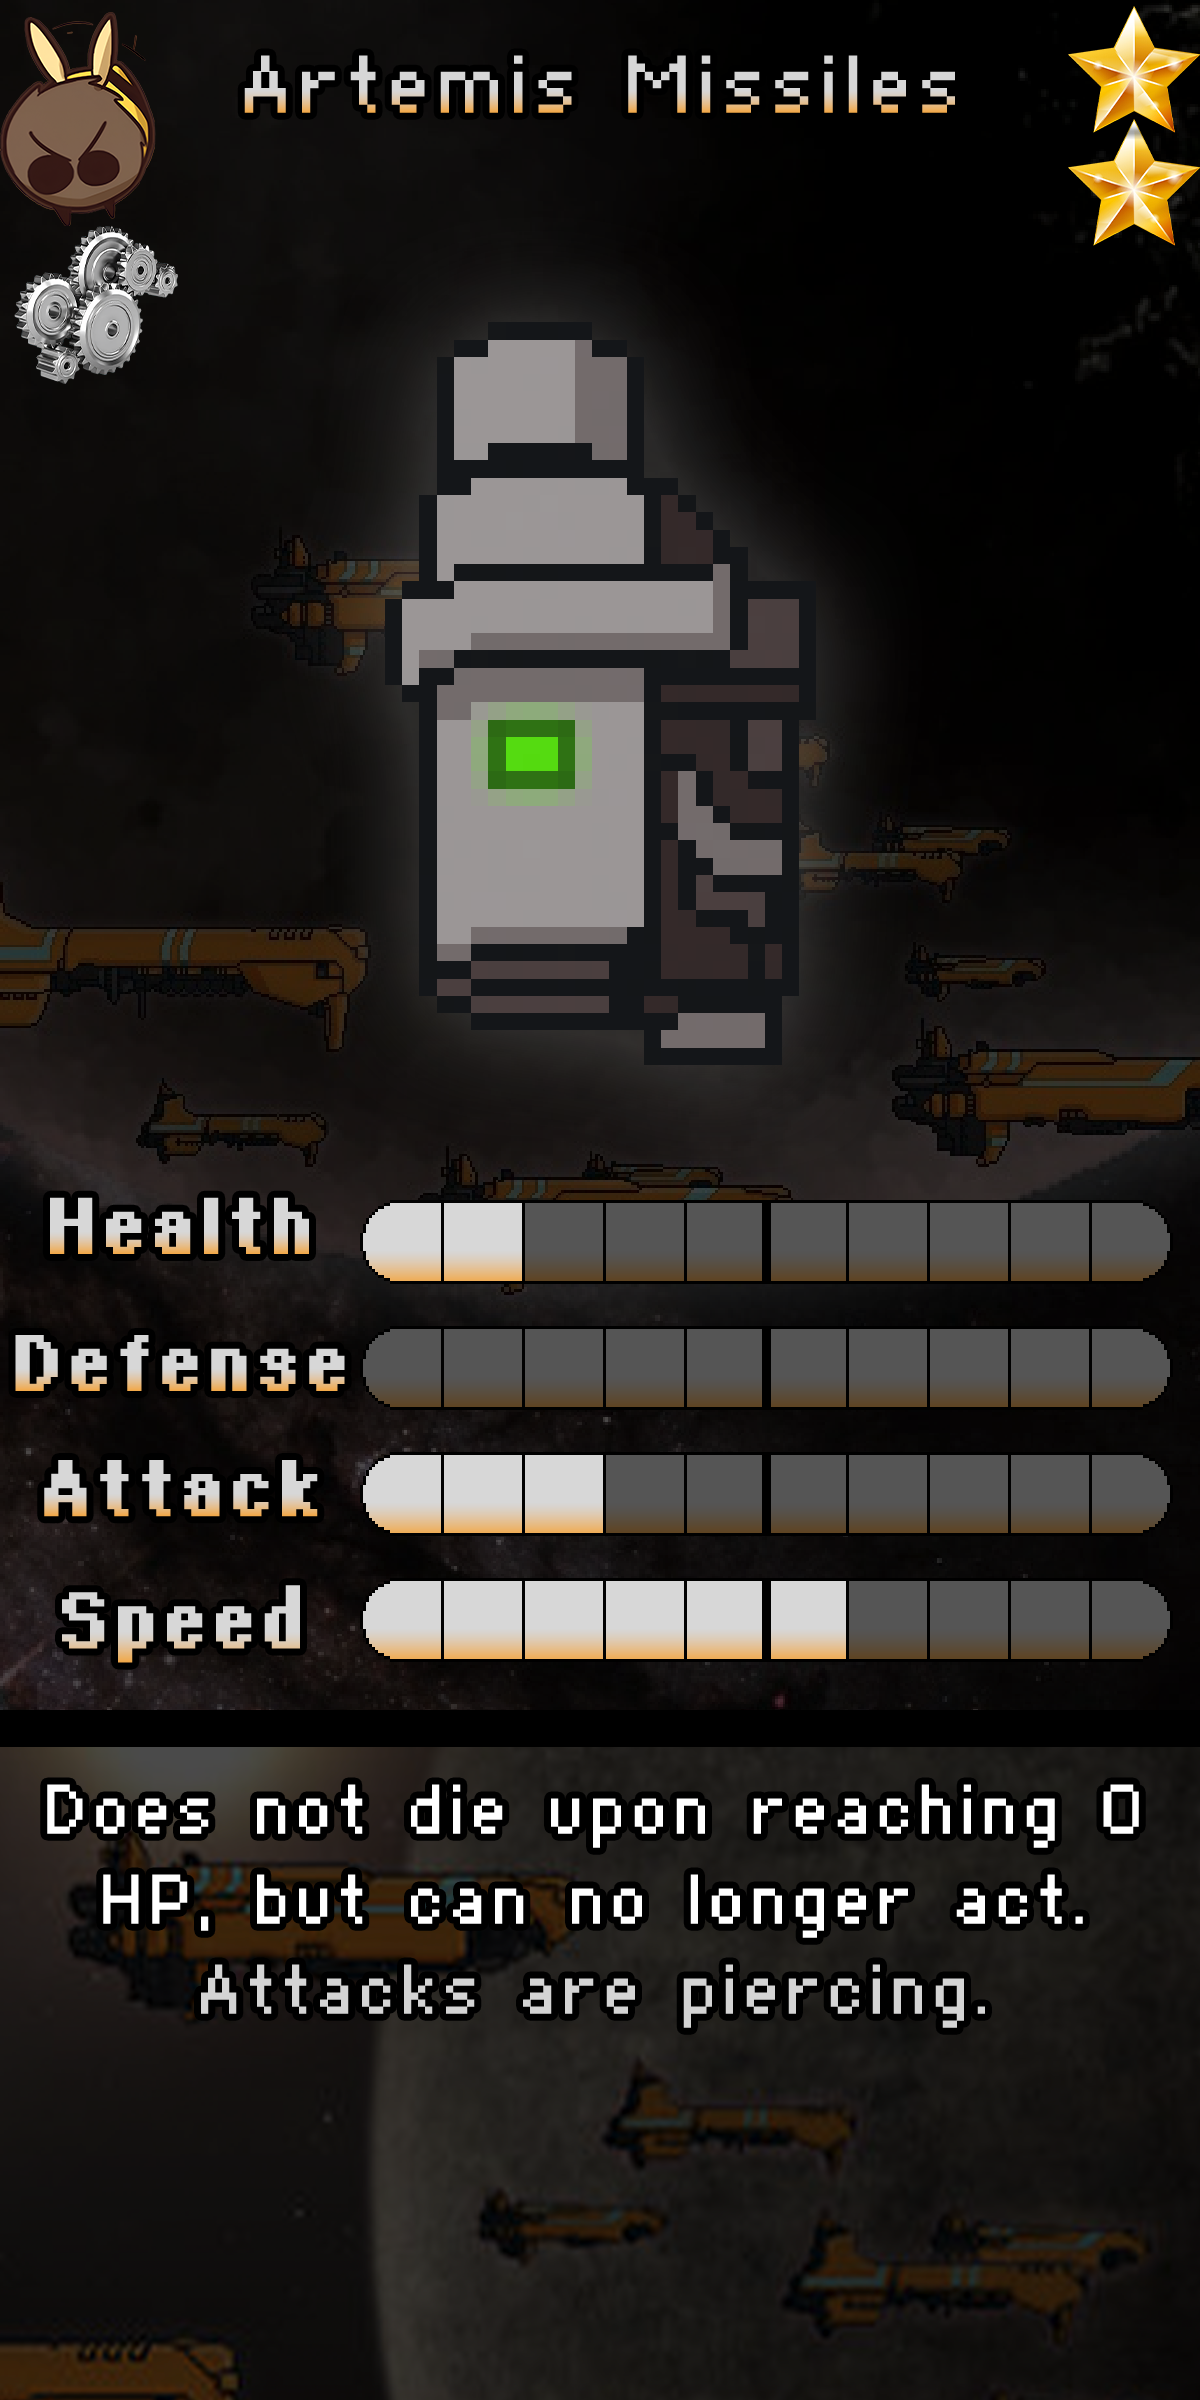 Artemis Missiles
Health
Defense
Attack
Speed
Does not die upon reaching 0
HP, but can no longer act.
Attacks are piercing.